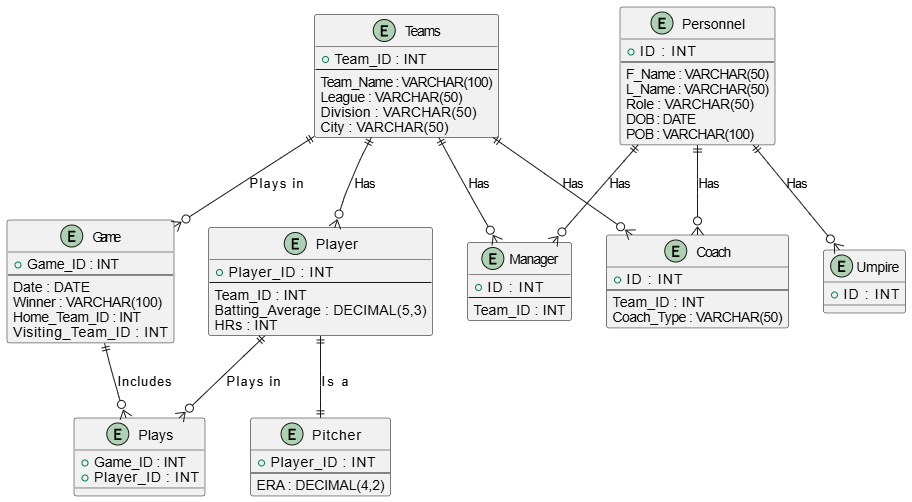 E Teams
Team_ID : INT
Team_Name : VARCHAR(100)
League : VARCHAR(50)
Division : VARCHAR(50)
City : VARCHAR(50)
E Personnel
ID : INT
F_Name : VARCHAR(50)
L_Name : VARCHAR(50)
Role : VARCHAR(50)
DOB : DATE
POB : VARCHAR(100)
Plays in
Has
Has
Has
Has
Has
Has
E Game
Game_ID : INT
Date : DATE
Winner : VARCHAR(100)
Home_Team_ID : INT
Visiting_Team_ID : INT
E Player
Player_ID : INT
Team_ID : INT
Batting_Average : DECIMAL(5,3)
HRs : INT
E Manager
ID : INT
Team_ID : INT
E Coach
ID : INT
Team_ID : INT
Coach_Type : VARCHAR(50)
E Umpire
ID : INT
Includes
Plays in
Is a
E Plays
Game_ID : INT
Player_ID : INT
E Pitcher
Player_ID : INT
ERA : DECIMAL(4,2)